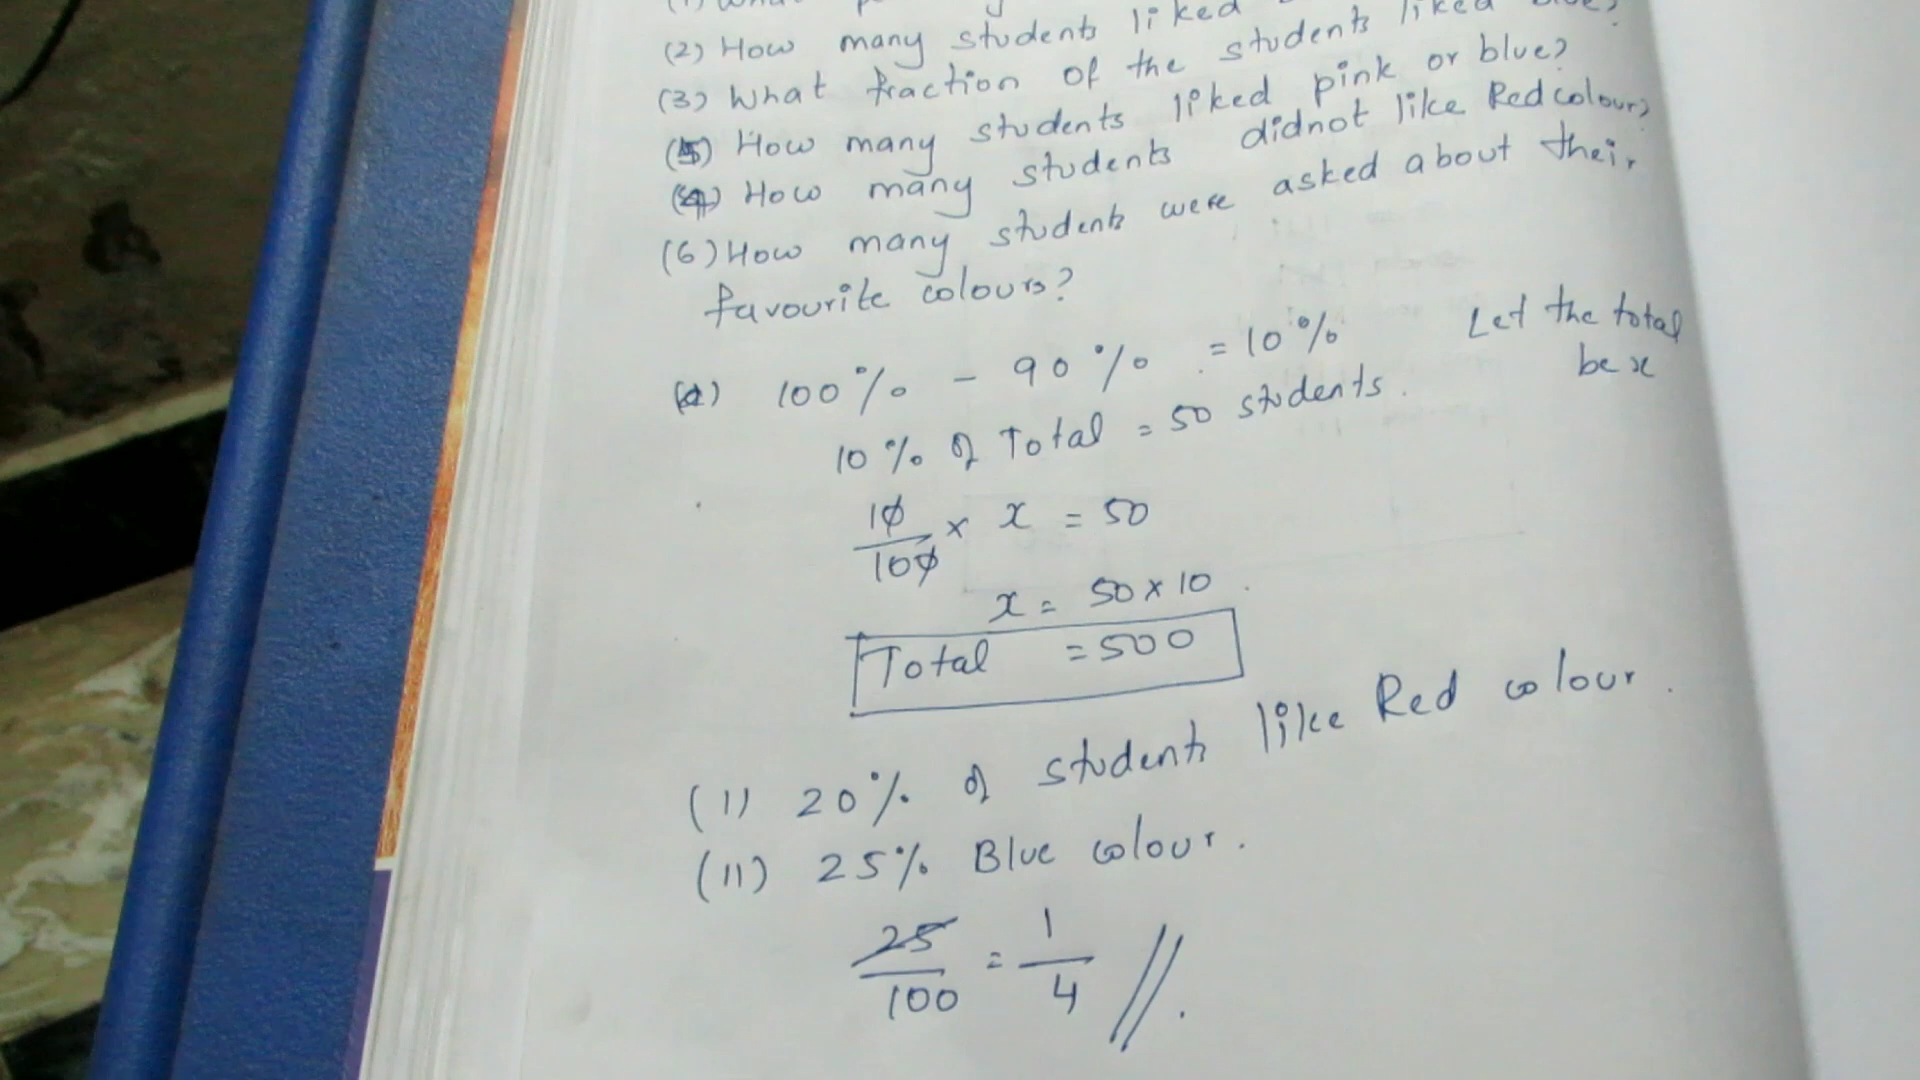 (2) How many students liked
(3) What fraction of the students liked blue?
(5) How many students liked pink or blue?
(4) How many students didnot like Red colour?
(6) How many students were asked about their
favourite colours?
100% - 90% = 10% Let the total
be x
10% of Total = 50 students.
10/100 × x = 50
x = 50 × 10
Total = 500
(I) 20% of students like Red colour.
(II) 25% Blue colour.
25/100 = 1/4 //.